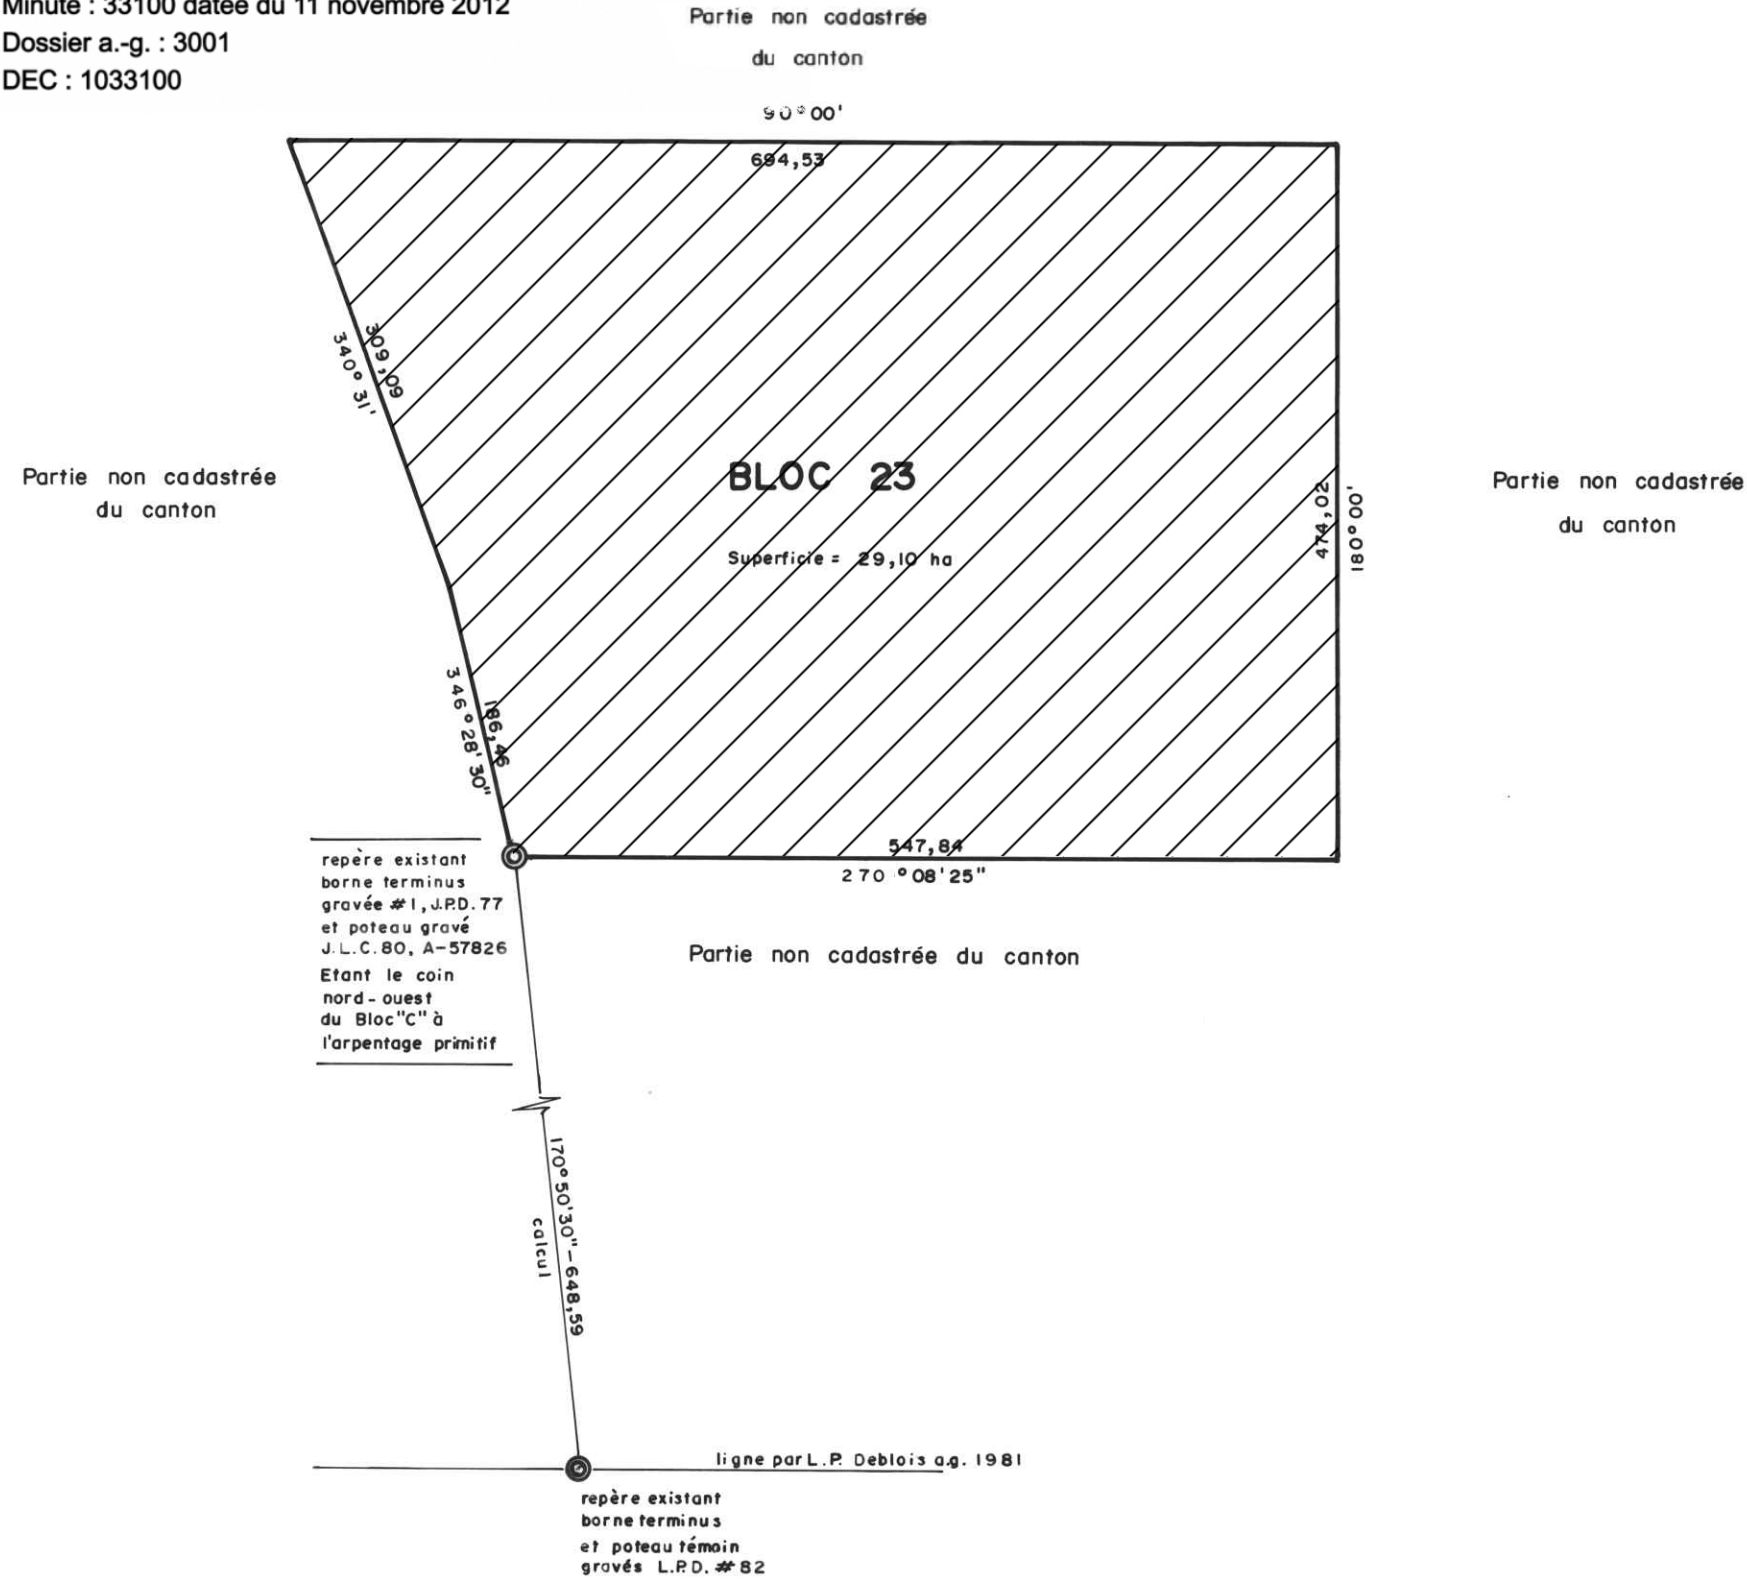 Minute : 33100 datée du 11 novembre 2012
Dossier a.-g. : 3001
DEC : 1033100
Partie non cadastrée
du canton
90°00'
694,53
309,09
340° 31'
Partie non cadastrée
du canton
BLOC 23
Superficie = 29,10 ha
474,02
180°00'
Partie non cadastrée
du canton
186,46
346°28'30"
547,84
270°08'25"
repère existant
borne terminus
gravée #1, J.P.D. 77
et poteau gravé
J.L.C. 80, A-57826
Etant le coin
nord-ouest
du Bloc "C" à
l'arpentage primitif
Partie non cadastrée du canton
170°50'30" - 648,59
calcul
ligne par L.P. Deblois a.g. 1981
repère existant
borne terminus
et poteau témoin
gravés L.P.D. #82